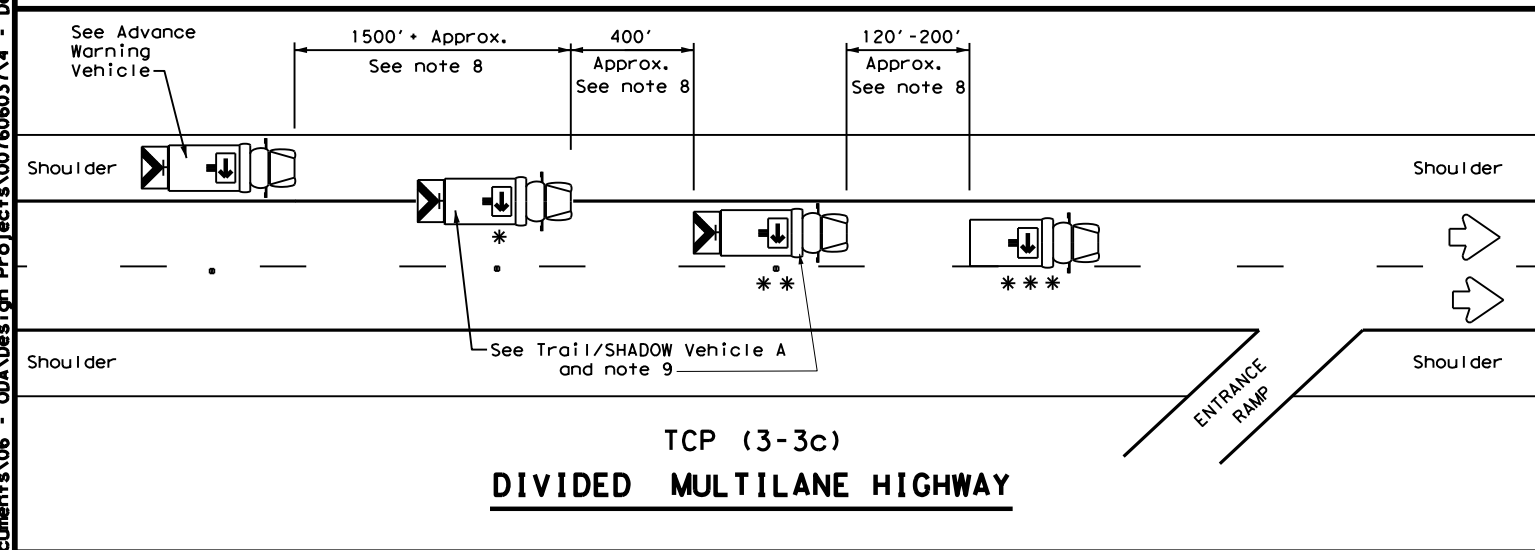 See Advance
Warning
Vehicle
1500'+ Approx.
See note 8
400'
Approx.
See note 8
120'-200'
Approx.
See note 8
Shoulder
Shoulder
*
**
***
See Trail/SHADOW Vehicle A
and note 9
Shoulder
Shoulder
ENTRANCE
RAMP
TCP (3-3c)
DIVIDED MULTILANE HIGHWAY